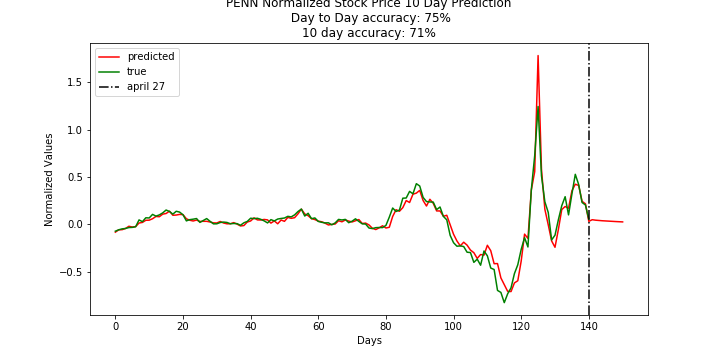 PENN Normalized Stock Price 10 Day Prediction
Day to Day accuracy: 75%
10 day accuracy: 71%
predicted
true
april 27
Normalized Values
1.5
1.0
0.5
0.0
−0.5
0 20 40 60 80 100 120 140
Days